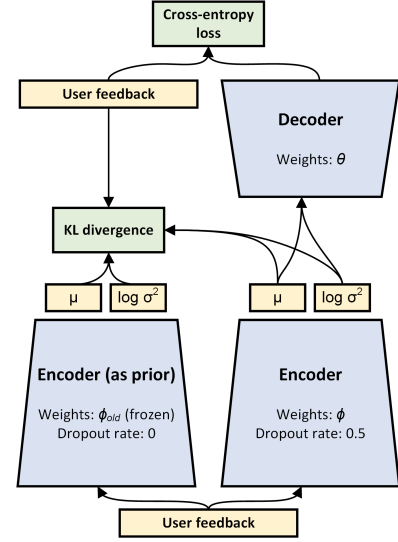 Cross-entropy
loss
User feedback
Decoder
Weights: θ
KL divergence
μ
log σ²
μ
log σ²
Encoder (as prior)
Weights: ϕold (frozen)
Dropout rate: 0
Encoder
Weights: ϕ
Dropout rate: 0.5
User feedback